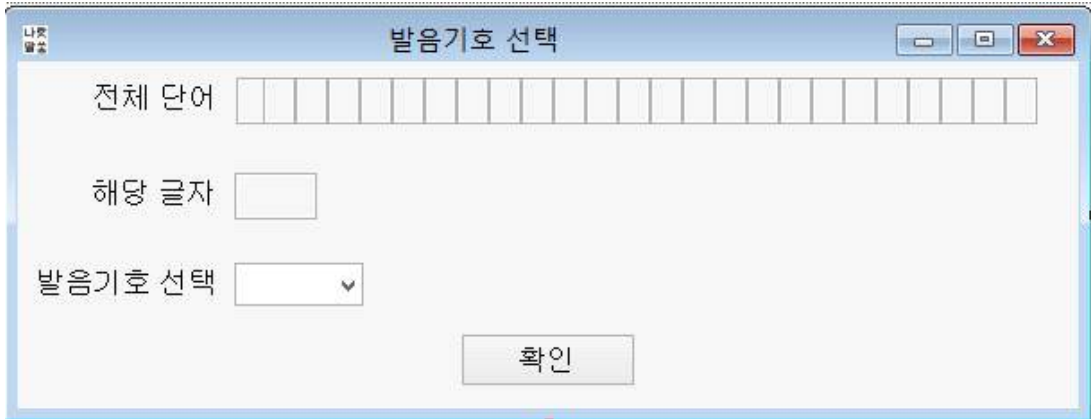 발음기호 선택
전체 단어
해당 글자
발음기호 선택
확인